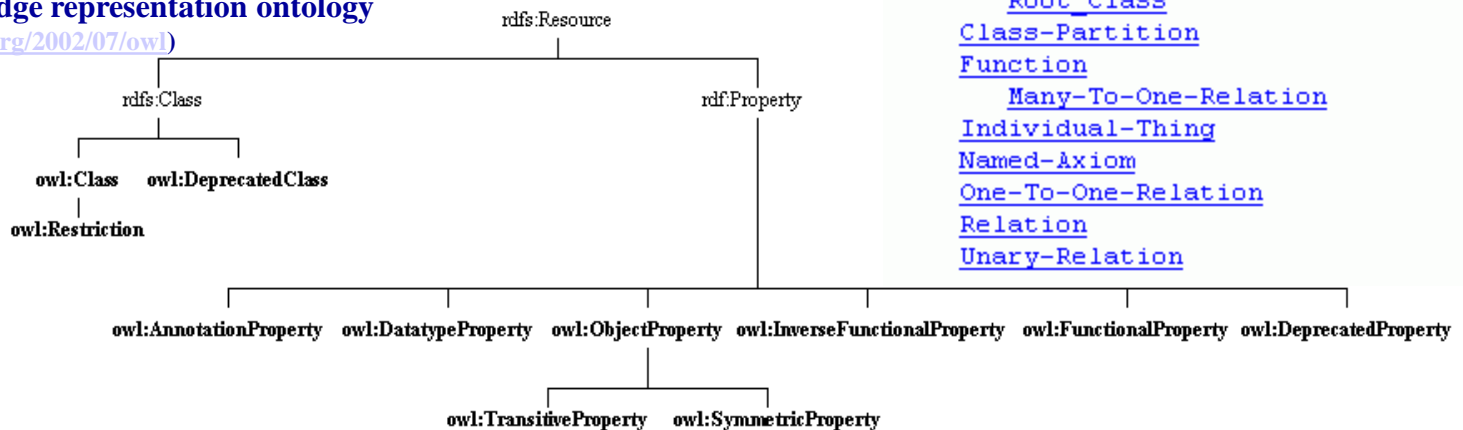 representation ontology
rg/2002/07/owl)
rdfs:Resource
rdfs:Class
rdf:Property
owl:Class
owl:DeprecatedClass
owl:Restriction
Root_Class
Class-Partition
Function
Many-To-One-Relation
Individual-Thing
Named-Axiom
One-To-One-Relation
Relation
Unary-Relation
owl:AnnotationProperty
owl:DatatypeProperty
owl:ObjectProperty
owl:InverseFunctionalProperty
owl:FunctionalProperty
owl:DeprecatedProperty
owl:TransitiveProperty
owl:SymmetricProperty